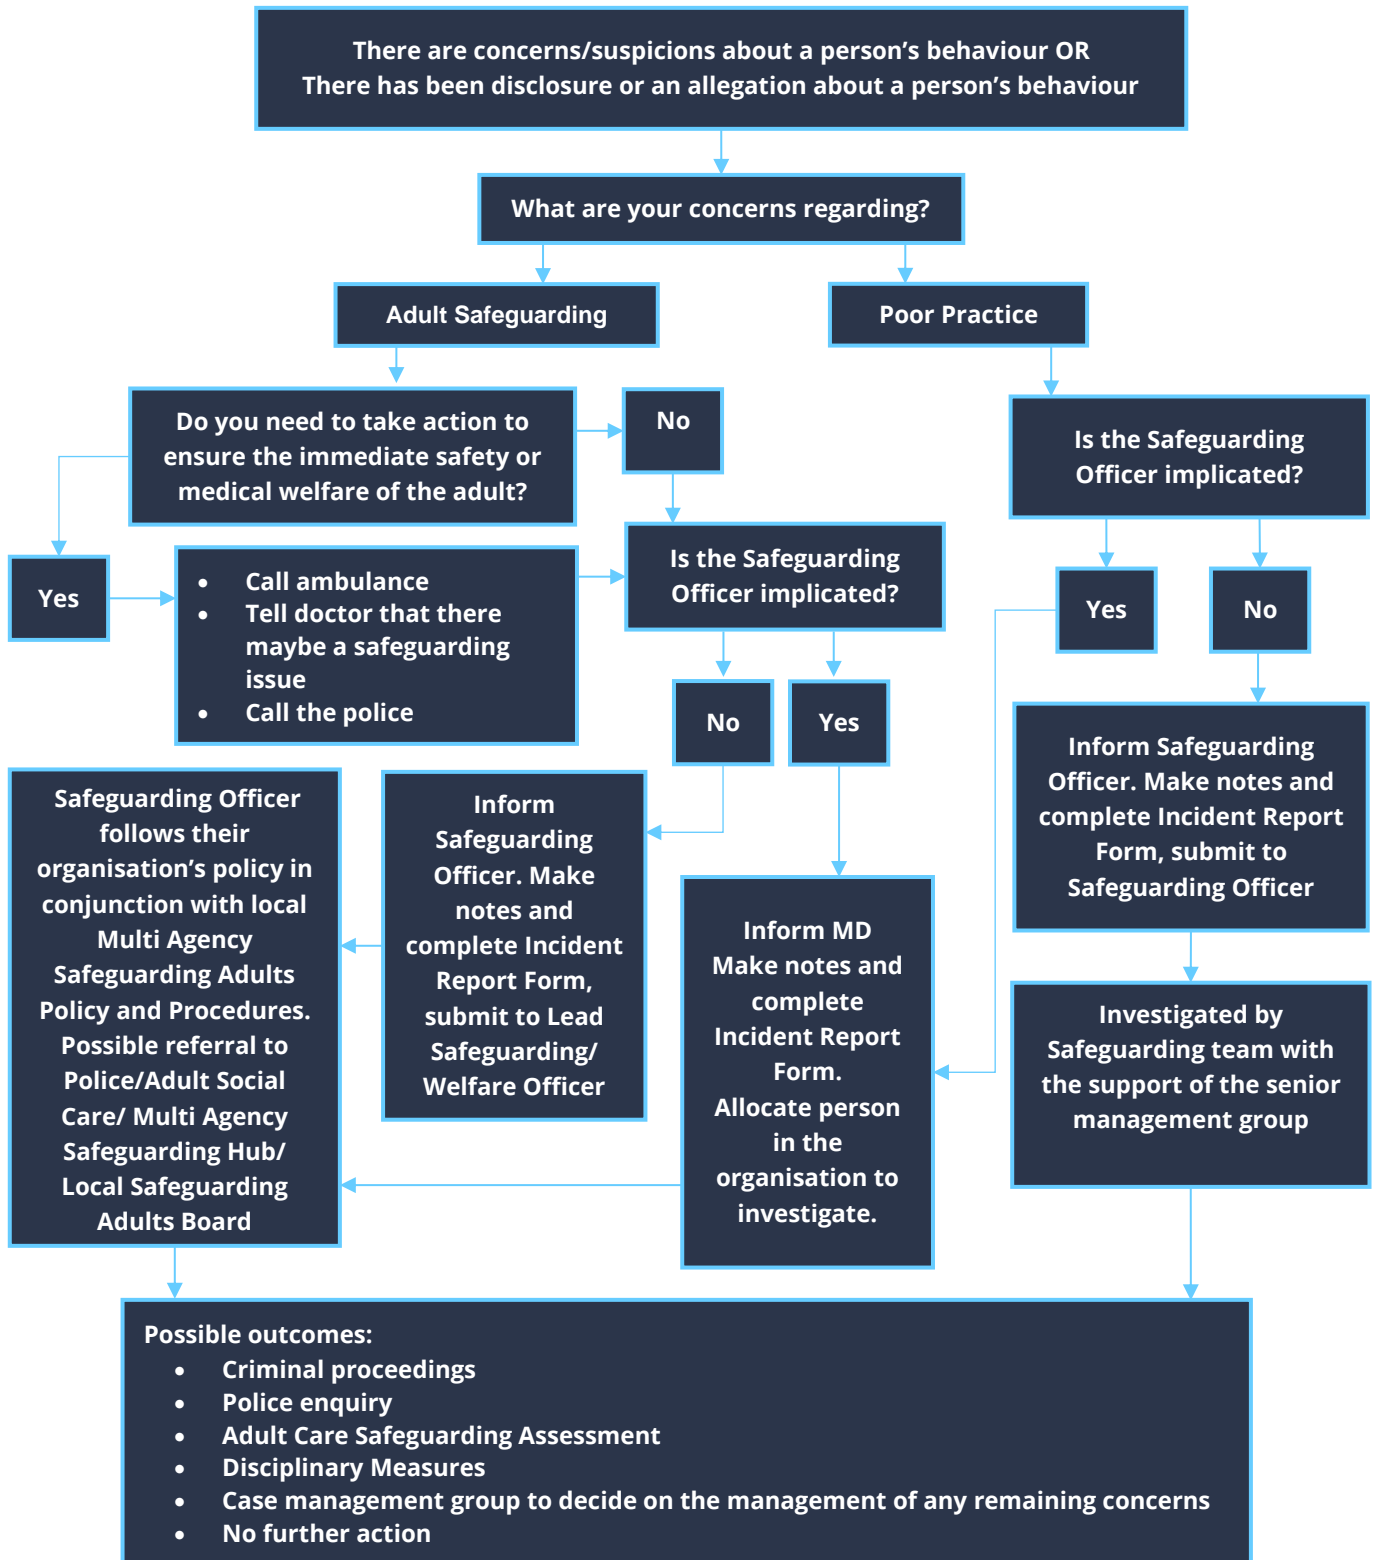 There are concerns/suspicions about a person’s behaviour OR
There has been disclosure or an allegation about a person’s behaviour
What are your concerns regarding?
Adult Safeguarding
Poor Practice
Do you need to take action to
ensure the immediate safety or
medical welfare of the adult?
No
Is the Safeguarding
Officer implicated?
Yes
• Call ambulance
• Tell doctor that there
maybe a safeguarding
issue
• Call the police
Is the Safeguarding
Officer implicated?
Yes
No
No
Yes
Inform Safeguarding
Officer. Make notes and
complete Incident Report
Form, submit to
Safeguarding Officer
Safeguarding Officer
follows their
organisation’s policy in
conjunction with local
Multi Agency
Safeguarding Adults
Policy and Procedures.
Possible referral to
Police/Adult Social
Care/ Multi Agency
Safeguarding Hub/
Local Safeguarding
Adults Board
Inform
Safeguarding
Officer. Make
notes and
complete Incident
Report Form,
submit to Lead
Safeguarding/
Welfare Officer
Inform MD
Make notes and
complete
Incident Report
Form.
Allocate person
in the
organisation to
investigate.
Investigated by
Safeguarding team with
the support of the senior
management group
Possible outcomes:
• Criminal proceedings
• Police enquiry
• Adult Care Safeguarding Assessment
• Disciplinary Measures
• Case management group to decide on the management of any remaining concerns
• No further action